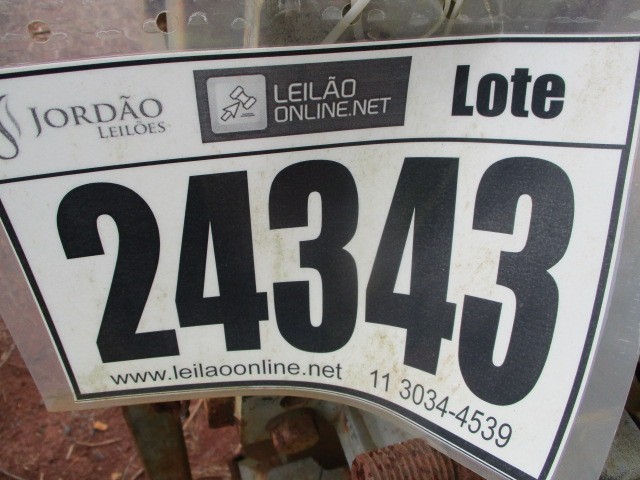 JORDÃO
LEILÕES
LEILÃO
ONLINE.NET
Lote
24343
www.leilaoonline.net
11 3034-4539